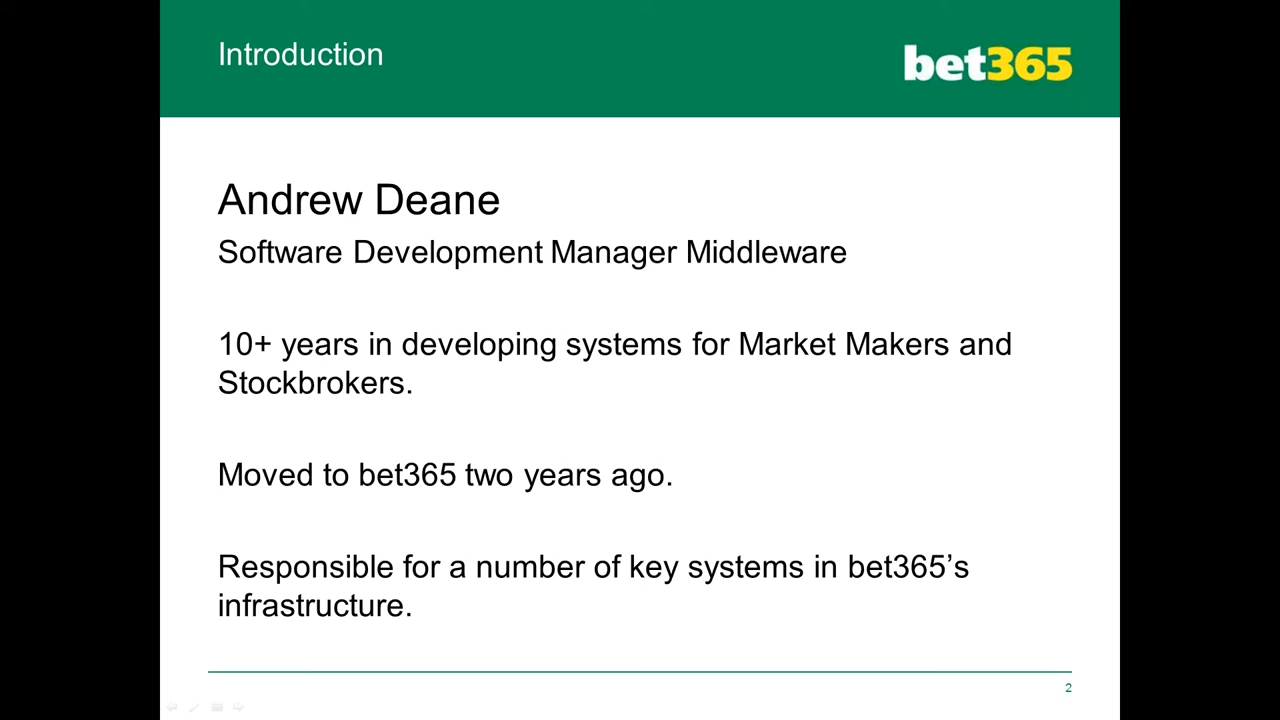 Introduction
bet365
Andrew Deane
Software Development Manager Middleware
10+ years in developing systems for Market Makers and
Stockbrokers.
Moved to bet365 two years ago.
Responsible for a number of key systems in bet365’s
infrastructure.
2